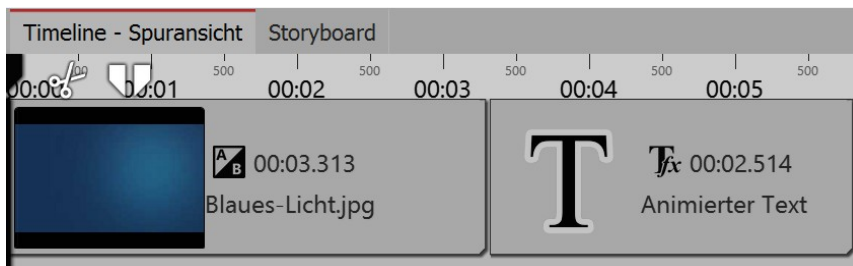 Timeline - Spuransicht Storyboard
500 500 500 500 500
00:01 00:02 00:03 00:04 00:05
A B 00:03.313
Blaues-Licht.jpg
T
Tfx 00:02.514
Animierter Text